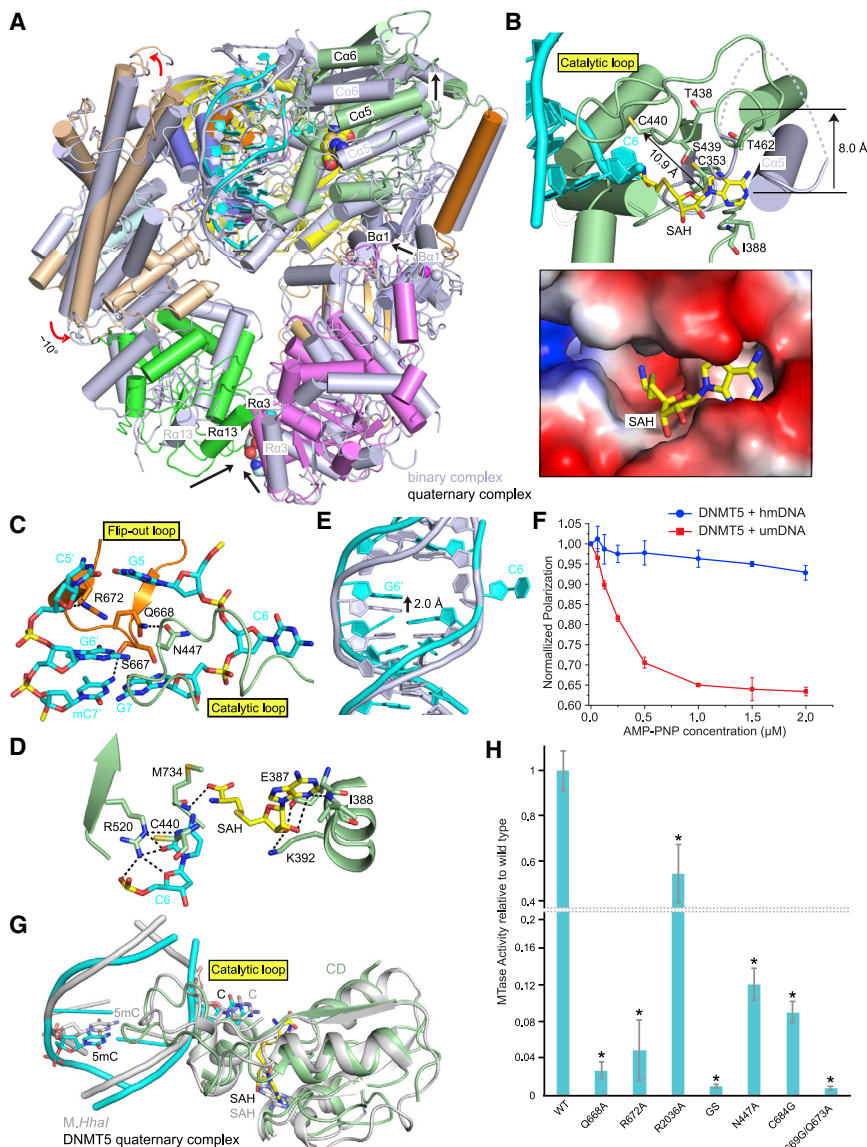 A
Cα6
Cα6
Cα5
Cα5
Bα1
Bα1
~10°
Rα3
Rα13
Rα13
Rα3
binary complex
quaternary complex
B
Catalytic loop
T438
C440
S439
T462
C6
C353
Cα5
8.0 Å
10.9 Å
SAH
I388
SAH
C
Flip-out loop
C5'
G5
R672
Q668
C6
G8'
N447
S667
mC7'
G7
Catalytic loop
E
G6'
C6
2.0 Å
F
DNMT5 + hmDNA
DNMT5 + umDNA
Normallized Polarization
1.05
1.00
0.95
0.90
0.85
0.80
0.75
0.70
0.65
0.60
0.0
0.5
1.0
1.5
2.0
AMP-PNP concentration (μM)
D
M734
E387
I388
R520
C440
SAH
K392
C6
G
Catalytic loop
CD
C
C
5mC
5mC
SAH
SAH
M.HhaI
DNMT5 quaternary complex
H
MTase Activity relative to wild type
1
0.8
0.6
0.4
0.2
0.16
0.12
0.08
0.04
0
*
*
*
*
*
*
*
WT
Q668A
R672A
R2036A
GS
N447A
C684G
69G/Q673A